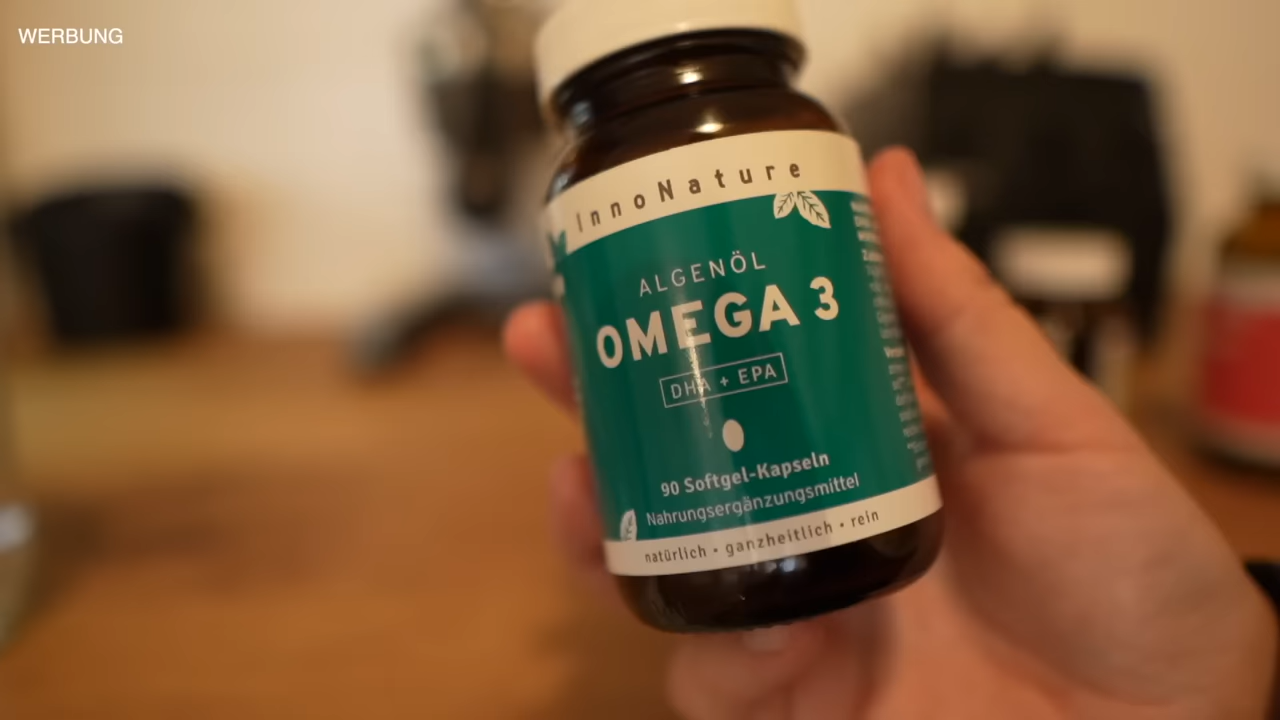 WERBUNG
InnoNature
ALGENÖL
OMEGA 3
DHA + EPA
90 Softgel-Kapseln
Nahrungsergänzungsmittel
natürlich • ganzheitlich • rein